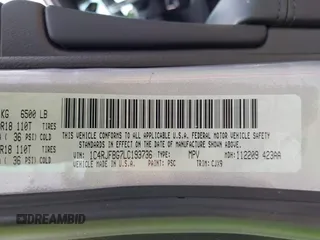 KG 6500 LB
R18 110T TIRES
( 36 PSI COLD)
R18 110T TIRES
( 36 PSI COLD)
THIS VEHICLE CONFORMS TO ALL APPLICABLE U.S.A. FEDERAL MOTOR VEHICLE SAFETY
STANDARDS IN EFFECT ON THE DATE OF MANUFACTURE SHOWN ABOVE.
VIN: 1C4RJFBG7LC193736 TYPE: MPV MDH: 112209 423AA
VEHICLE MADE IN: U.S.A. PAINT: PSC TRIM: CJX9
DREAMBID